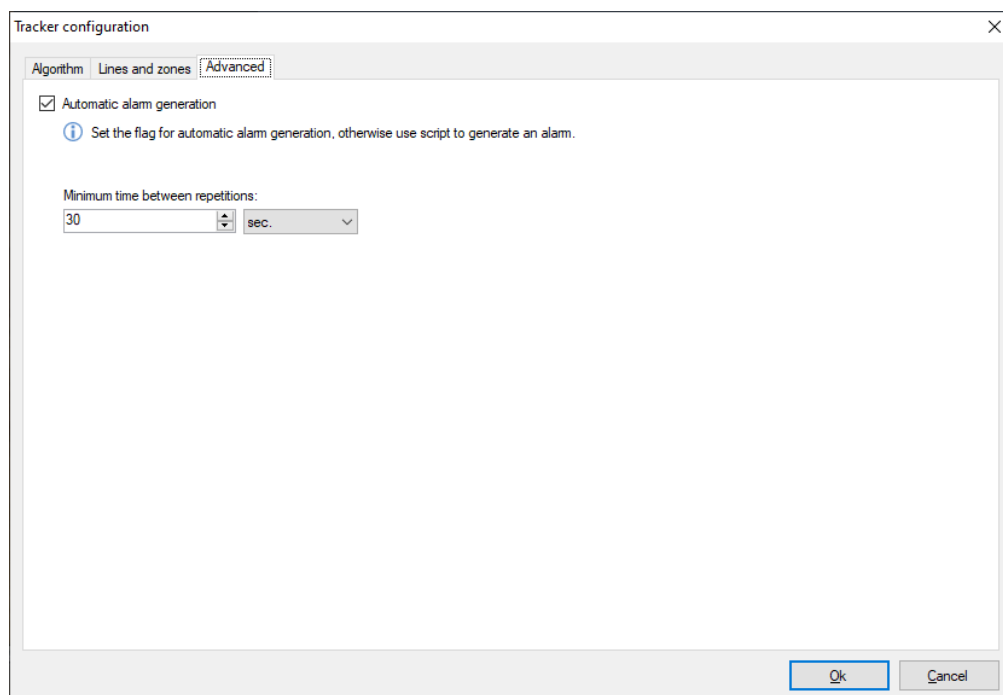 Tracker configuration
Algorithm Lines and zones Advanced
Automatic alarm generation
Set the flag for automatic alarm generation, otherwise use script to generate an alarm.
Minimum time between repetitions:
30 sec.
Ok Cancel